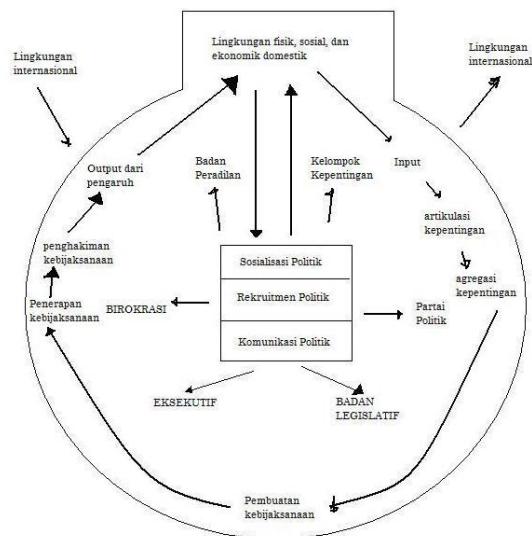 Lingkungan fisik, sosial, dan
ekonomik domestik
Lingkungan
internasional
Lingkungan
internasional
Output dari
pengaruh
Badan
Peradilan
Kelompok
Kepentingan
Input
artikulasi
kepentingan
penghakiman
kebijaksanaan
Sosialisasi Politik
agregasi
kepentingan
Penerapan
kebijaksanaan
BIROKRASI
Rekruitmen Politik
Partai
Politik
Komunikasi Politik
EKSEKUTIF
BADAN
LEGISLATIF
Pembuatan
kebijaksanaan